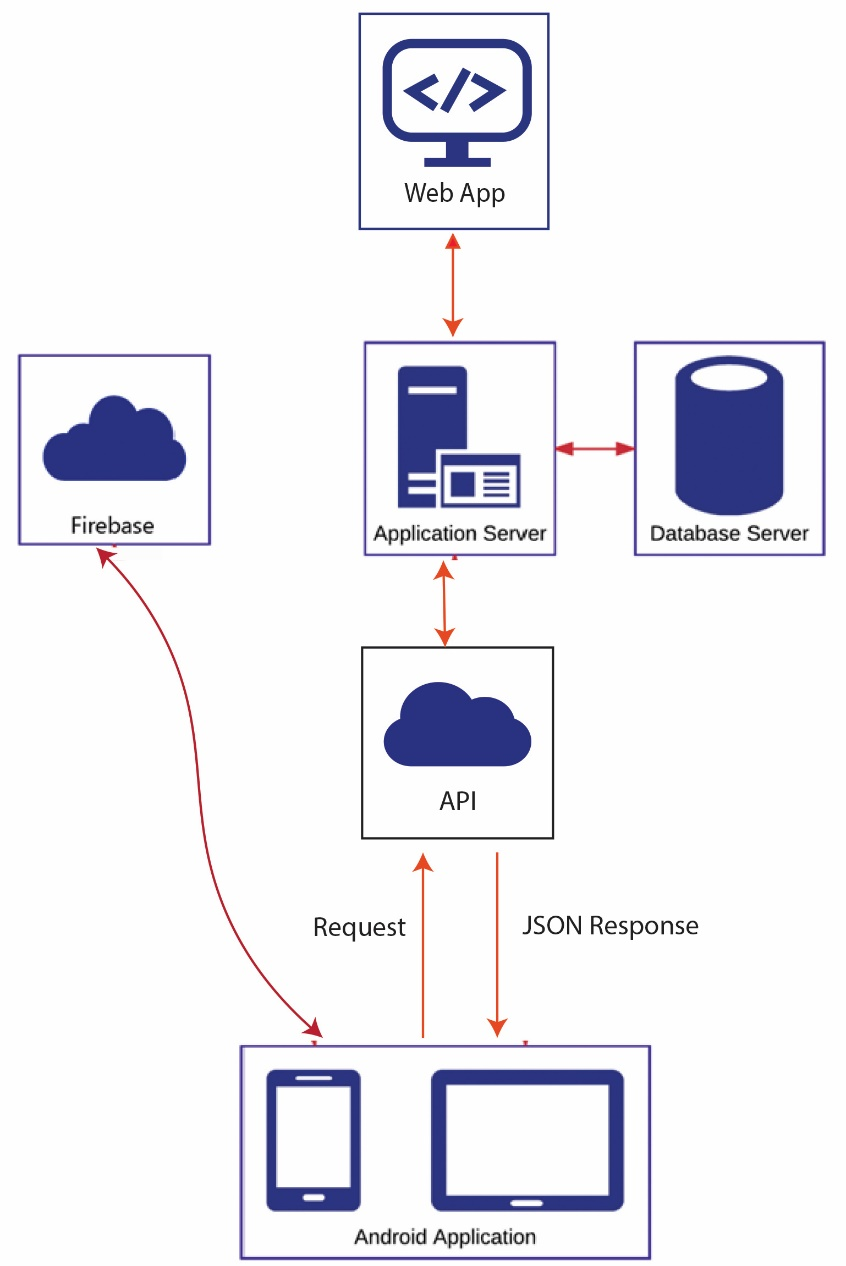 Web App
Firebase
Application Server
Database Server
API
Request
JSON Response
Android Application